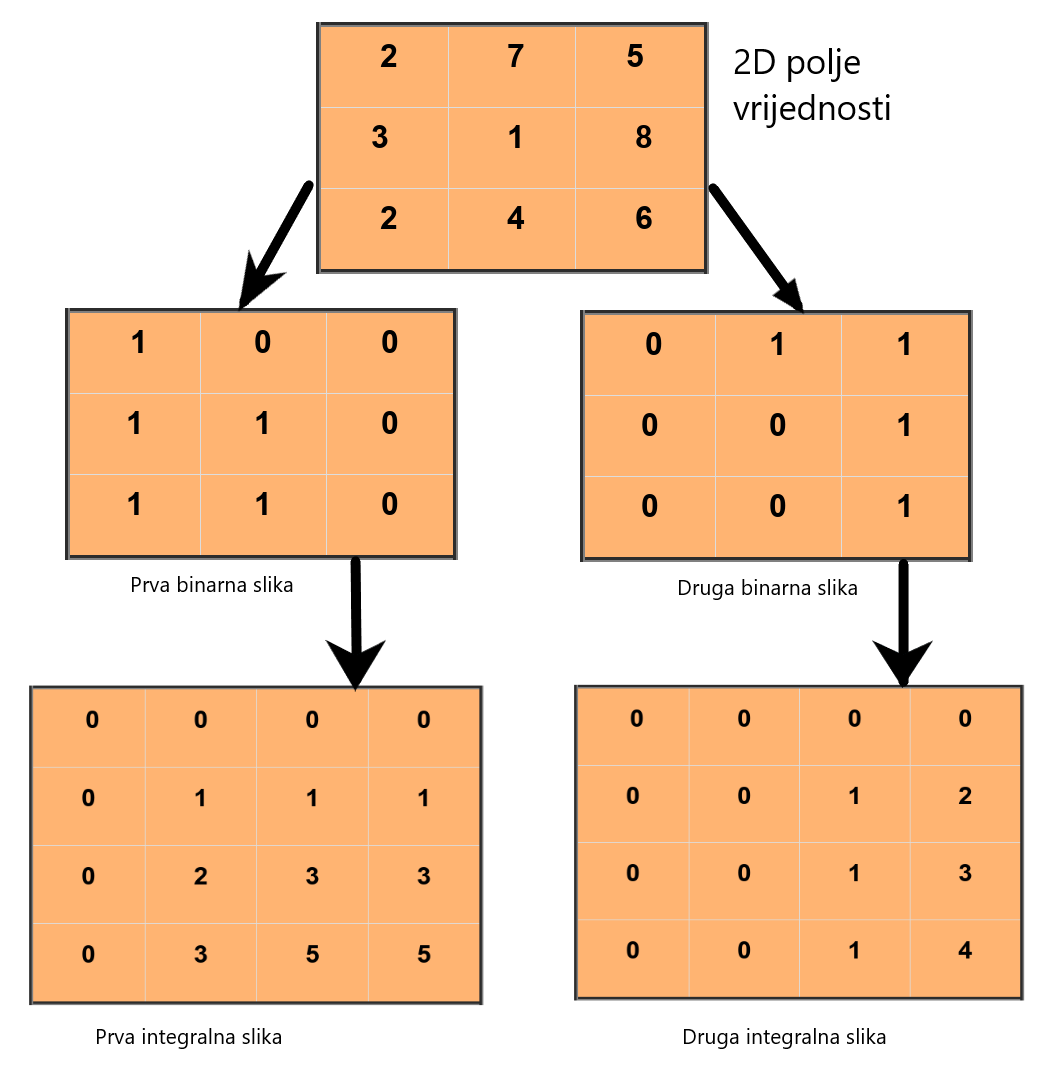 2 7 5
2D polje
vrijednosti
3 1 8
2 4 6
1 0 0
1 1 0
1 1 0
Prva binarna slika
0 1 1
0 0 1
0 0 1
Druga binarna slika
0 0 0 0
0 1 1 1
0 2 3 3
0 3 5 5
Prva integralna slika
0 0 0 0
0 0 1 2
0 0 1 3
0 0 1 4
Druga integralna slika